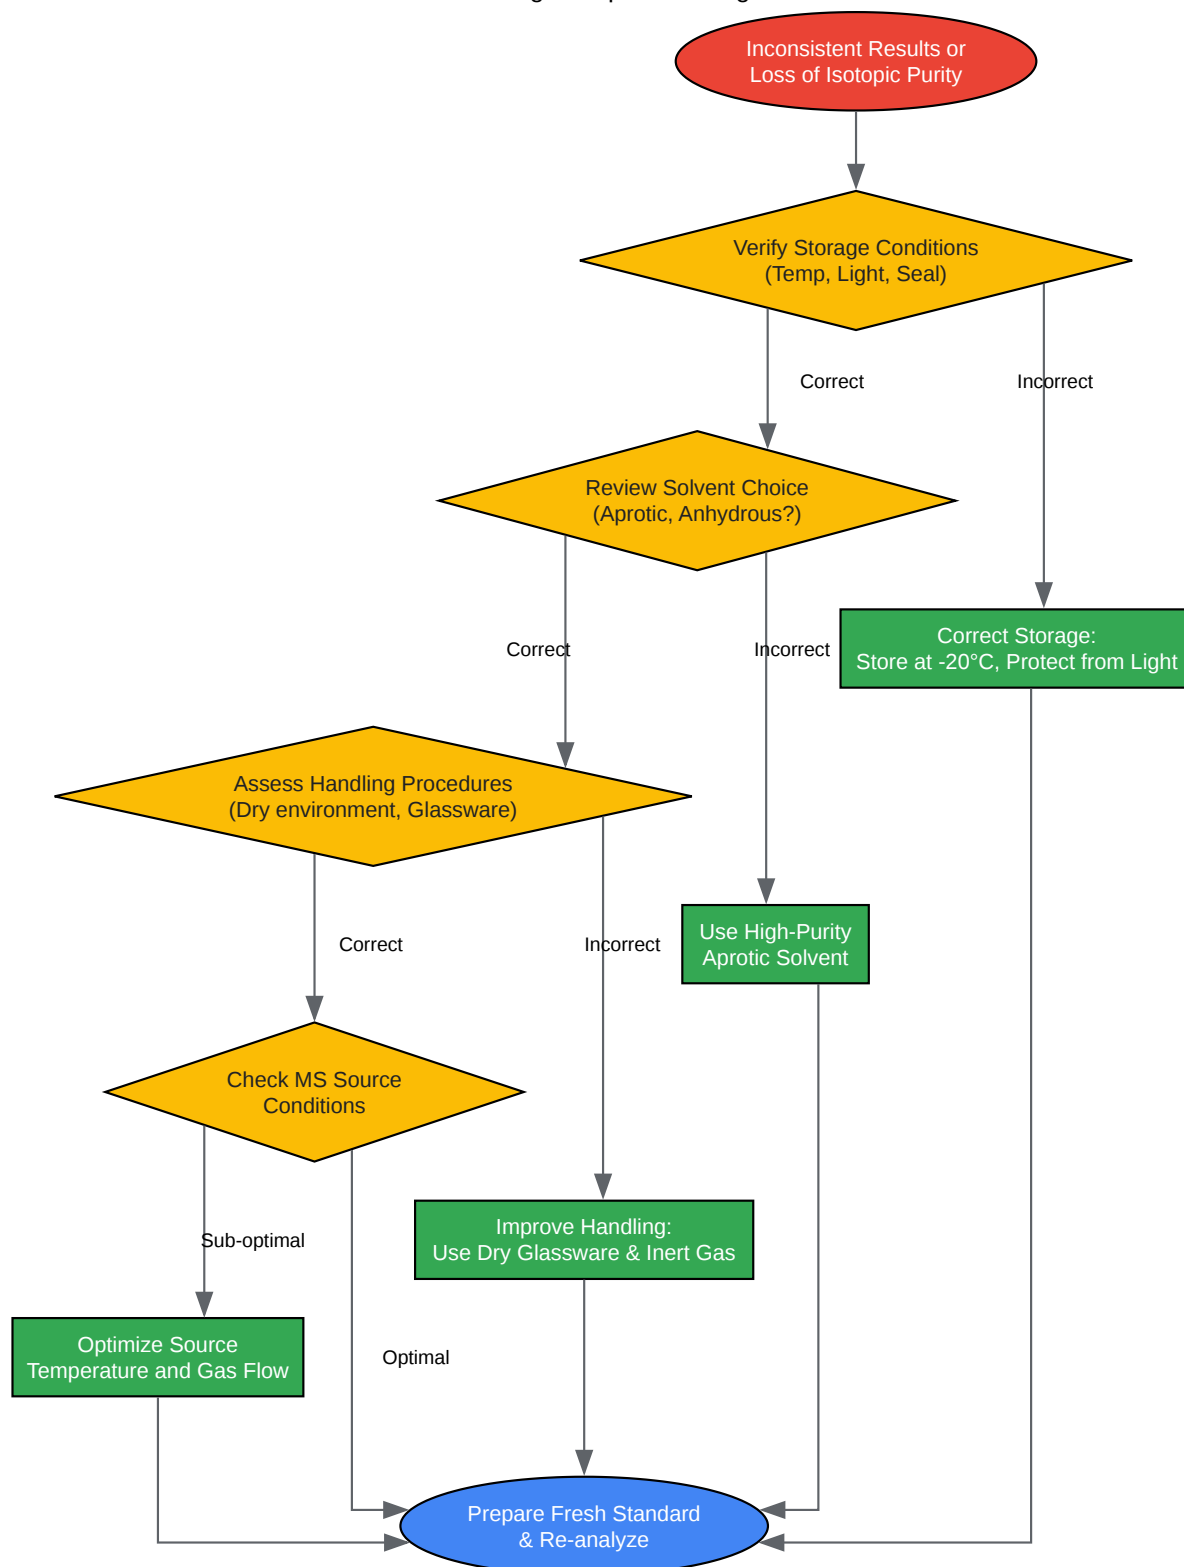 Inconsistent Results or
Loss of Isotopic Purity
Verify Storage Conditions
(Temp, Light, Seal)
Correct
Incorrect
Review Solvent Choice
(Aprotic, Anhydrous?)
Correct
Incorrect
Correct Storage:
Store at -20°C, Protect from Light
Assess Handling Procedures
(Dry environment, Glassware)
Correct
Incorrect
Use High-Purity
Aprotic Solvent
Check MS Source
Conditions
Sub-optimal
Improve Handling:
Use Dry Glassware & Inert Gas
Optimize Source
Temperature and Gas Flow
Optimal
Prepare Fresh Standard
& Re-analyze